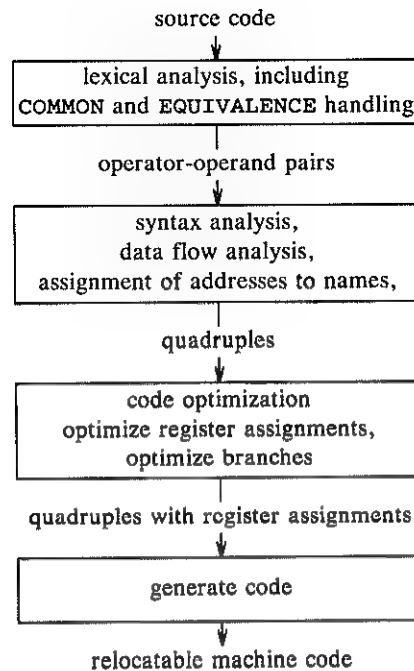 source code
lexical analysis, including
COMMON and EQUIVALENCE handling
operator-operand pairs
syntax analysis,
data flow analysis,
assignment of addresses to names,
quadruples
code optimization
optimize register assignments,
optimize branches
quadruples with register assignments
generate code
relocatable machine code